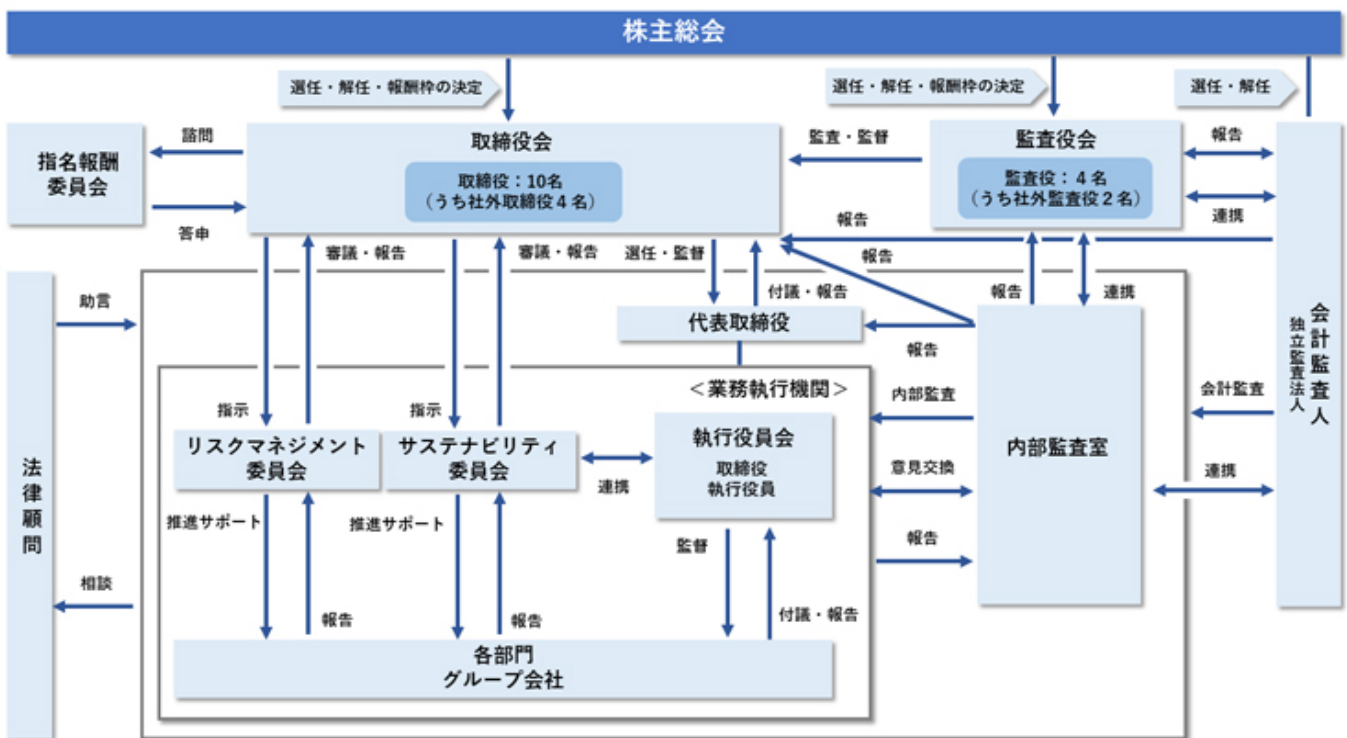 株主総会
選任・解任・報酬枠の決定
選任・解任・報酬枠の決定
選任・解任
指名報酬
委員会
諮問
答申
取締役会
取締役：10名
（うち社外取締役４名）
監査・監督
監査役会
監査役：４名
（うち社外監査役２名）
報告
連携
報告
報告
審議・報告
審議・報告
選任・監督
付議・報告
報告
連携
助言
代表取締役
報告
会計監査人
独立監査法人
＜業務執行機関＞
内部監査
会計監査
指示
指示
リスクマネジメント
委員会
サステナビリティ
委員会
連携
執行役員会
取締役
執行役員
内部監査室
意見交換
連携
法律顧問
推進サポート
推進サポート
監督
報告
相談
報告
報告
付議・報告
各部門
グループ会社